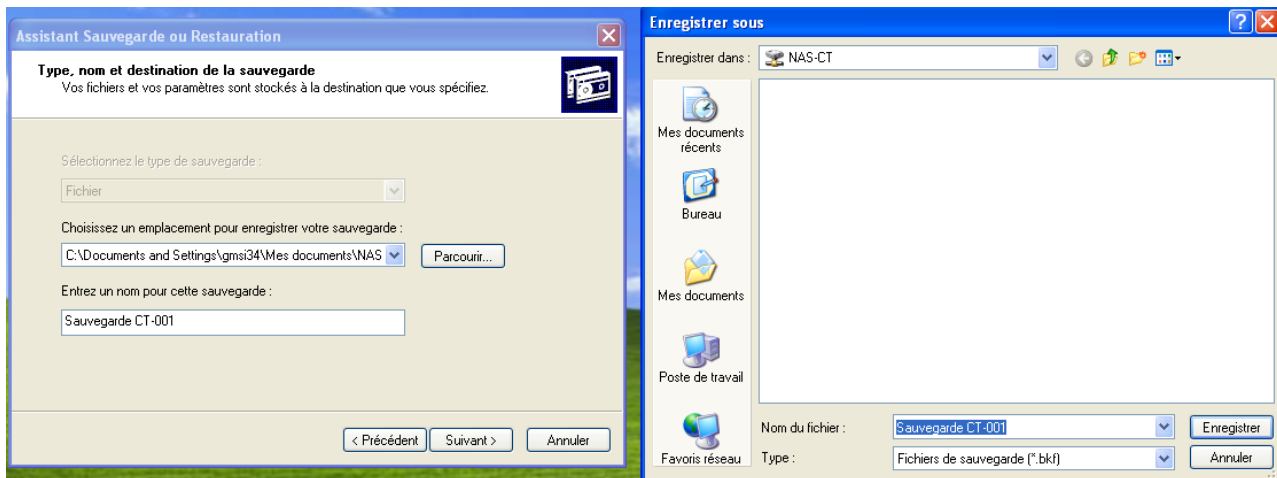 Assistant Sauvegarde ou Restauration
Type, nom et destination de la sauvegarde
Vos fichiers et vos paramètres sont stockés à la destination que vous spécifiez.
Sélectionnez le type de sauvegarde :
Fichier
Choisissez un emplacement pour enregistrer votre sauvegarde :
C:\Documents and Settings\gmsi34\Mes documents\NAS
Parcourir...
Entrez un nom pour cette sauvegarde :
Sauvegarde CT-001
< Précédent
Suivant >
Annuler
Enregistrer sous
Enregistrer dans :
NAS-CT
Mes documents
récents
Bureau
Mes documents
Poste de travail
Favoris réseau
Nom du fichier :
Sauvegarde CT-001
Enregistrer
Type :
Fichiers de sauvegarde (*.bkf)
Annuler